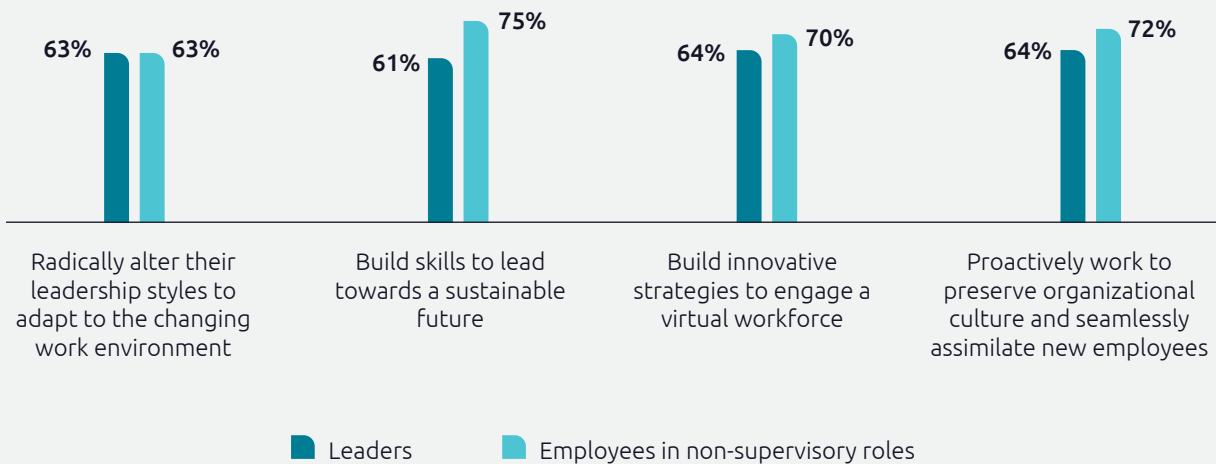 63% 63%
61% 75%
64% 70%
64% 72%
Radically alter their
leadership styles to
adapt to the changing
work environment
Build skills to lead
towards a sustainable
future
Build innovative
strategies to engage a
virtual workforce
Proactively work to
preserve organizational
culture and seamlessly
assimilate new employees
Leaders
Employees in non-supervisory roles